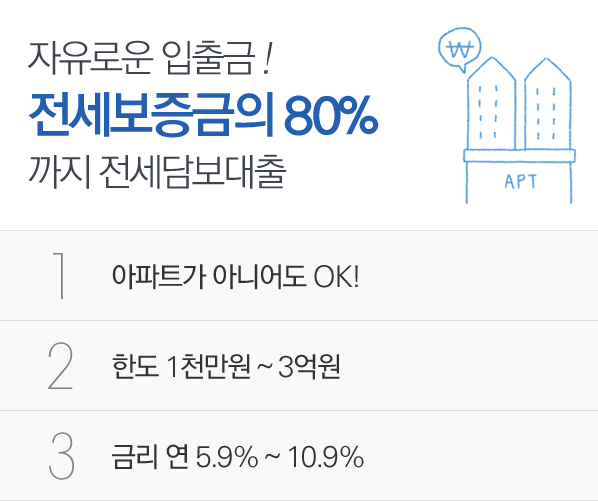 자유로운 입출금!
₩
전세보증금의 80%
까지 전세담보대출
APT
1 아파트가 아니어도 OK!
2 한도 1천만원 ~ 3억원
3 금리 연 5.9% ~ 10.9%